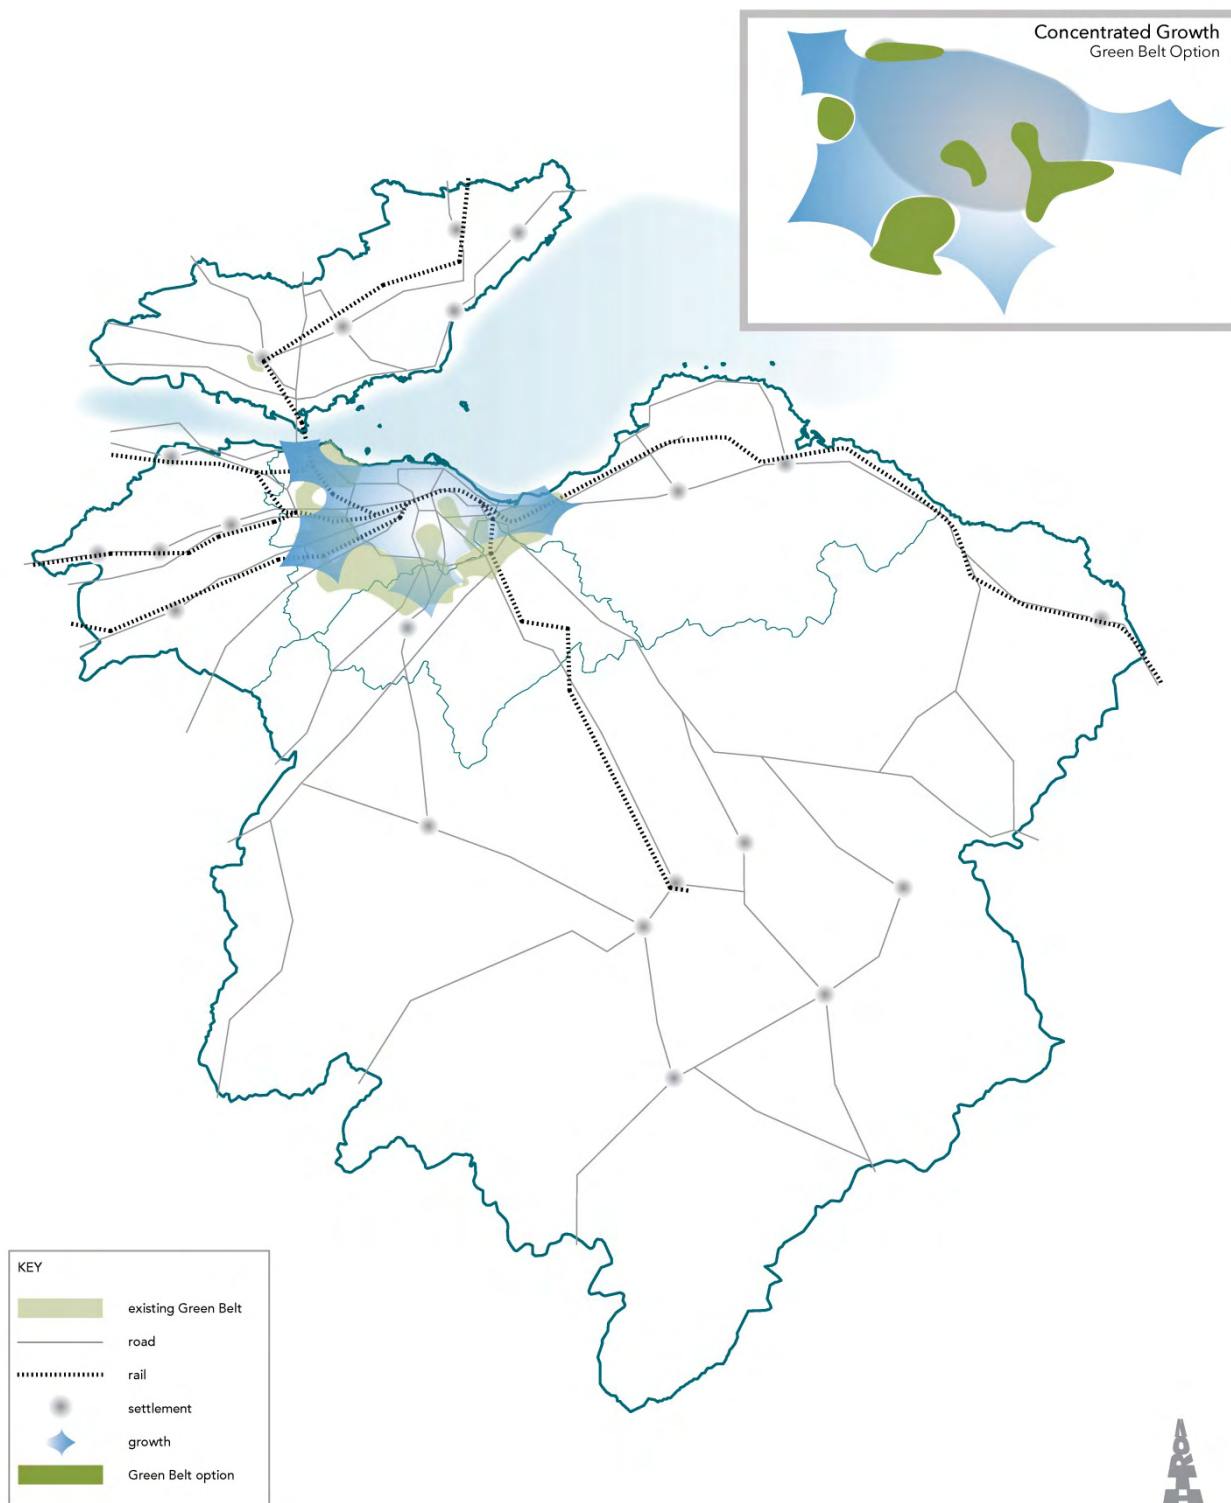 Concentrated Growth
Green Belt Option
KEY
existing Green Belt
road
rail
settlement
growth
Green Belt option